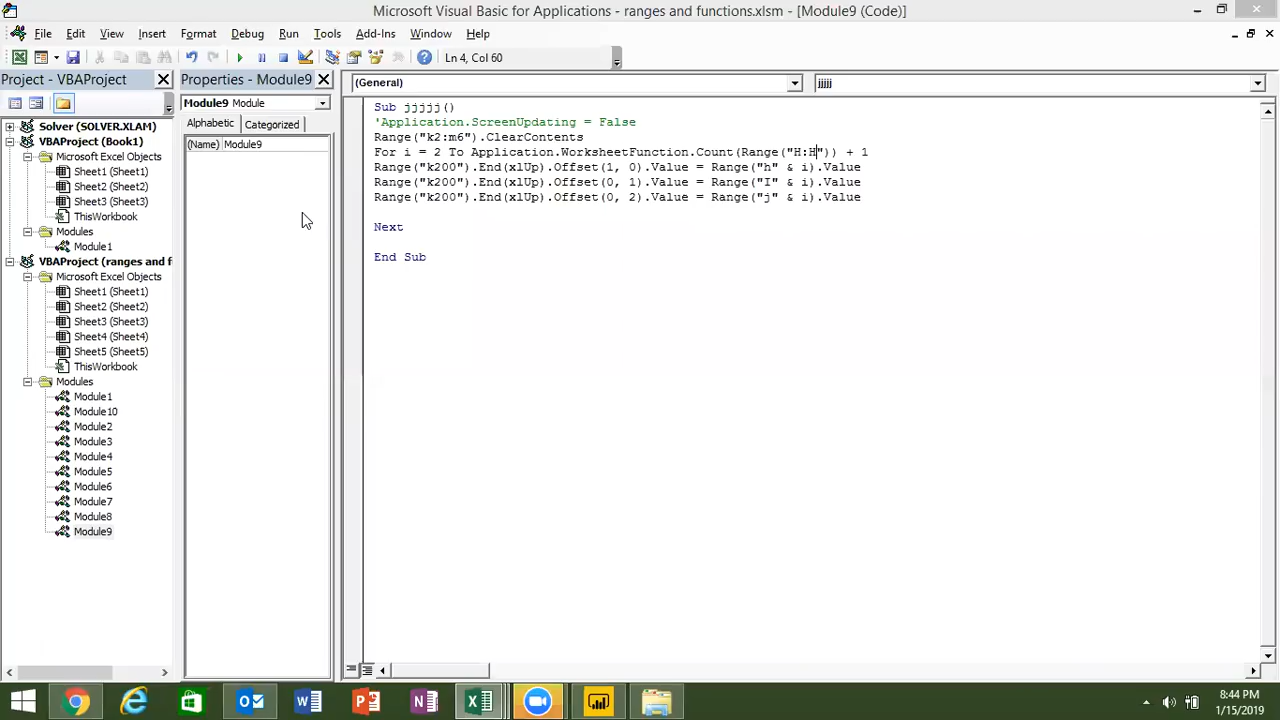 Microsoft Visual Basic for Applications - ranges and functions.xlsm - [Module9 (Code)]
File Edit View Insert Format Debug Run Tools Add-Ins Window Help
Ln 4, Col 60
Project - VBAProject
Properties - Module9
(General)
jjjjj
Module9 Module
Alphabetic Categorized
(Name) Module9
Solver (SOLVER.XLAM)
VBAProject (Book1)
Microsoft Excel Objects
Sheet1 (Sheet1)
Sheet2 (Sheet2)
Sheet3 (Sheet3)
ThisWorkbook
Modules
Module1
VBAProject (ranges and f
Microsoft Excel Objects
Sheet1 (Sheet1)
Sheet2 (Sheet2)
Sheet3 (Sheet3)
Sheet4 (Sheet4)
Sheet5 (Sheet5)
ThisWorkbook
Modules
Module1
Module10
Module2
Module3
Module4
Module5
Module6
Module7
Module8
Module9
Sub jjjjj()
'Application.ScreenUpdating = False
Range("k2:m6").ClearContents
For i = 2 To Application.WorksheetFunction.Count(Range("H:H")) + 1
Range("k200").End(xlUp).Offset(1, 0).Value = Range("h" & i).Value
Range("k200").End(xlUp).Offset(0, 1).Value = Range("I" & i).Value
Range("k200").End(xlUp).Offset(0, 2).Value = Range("j" & i).Value
Next
End Sub
8:44 PM
1/15/2019